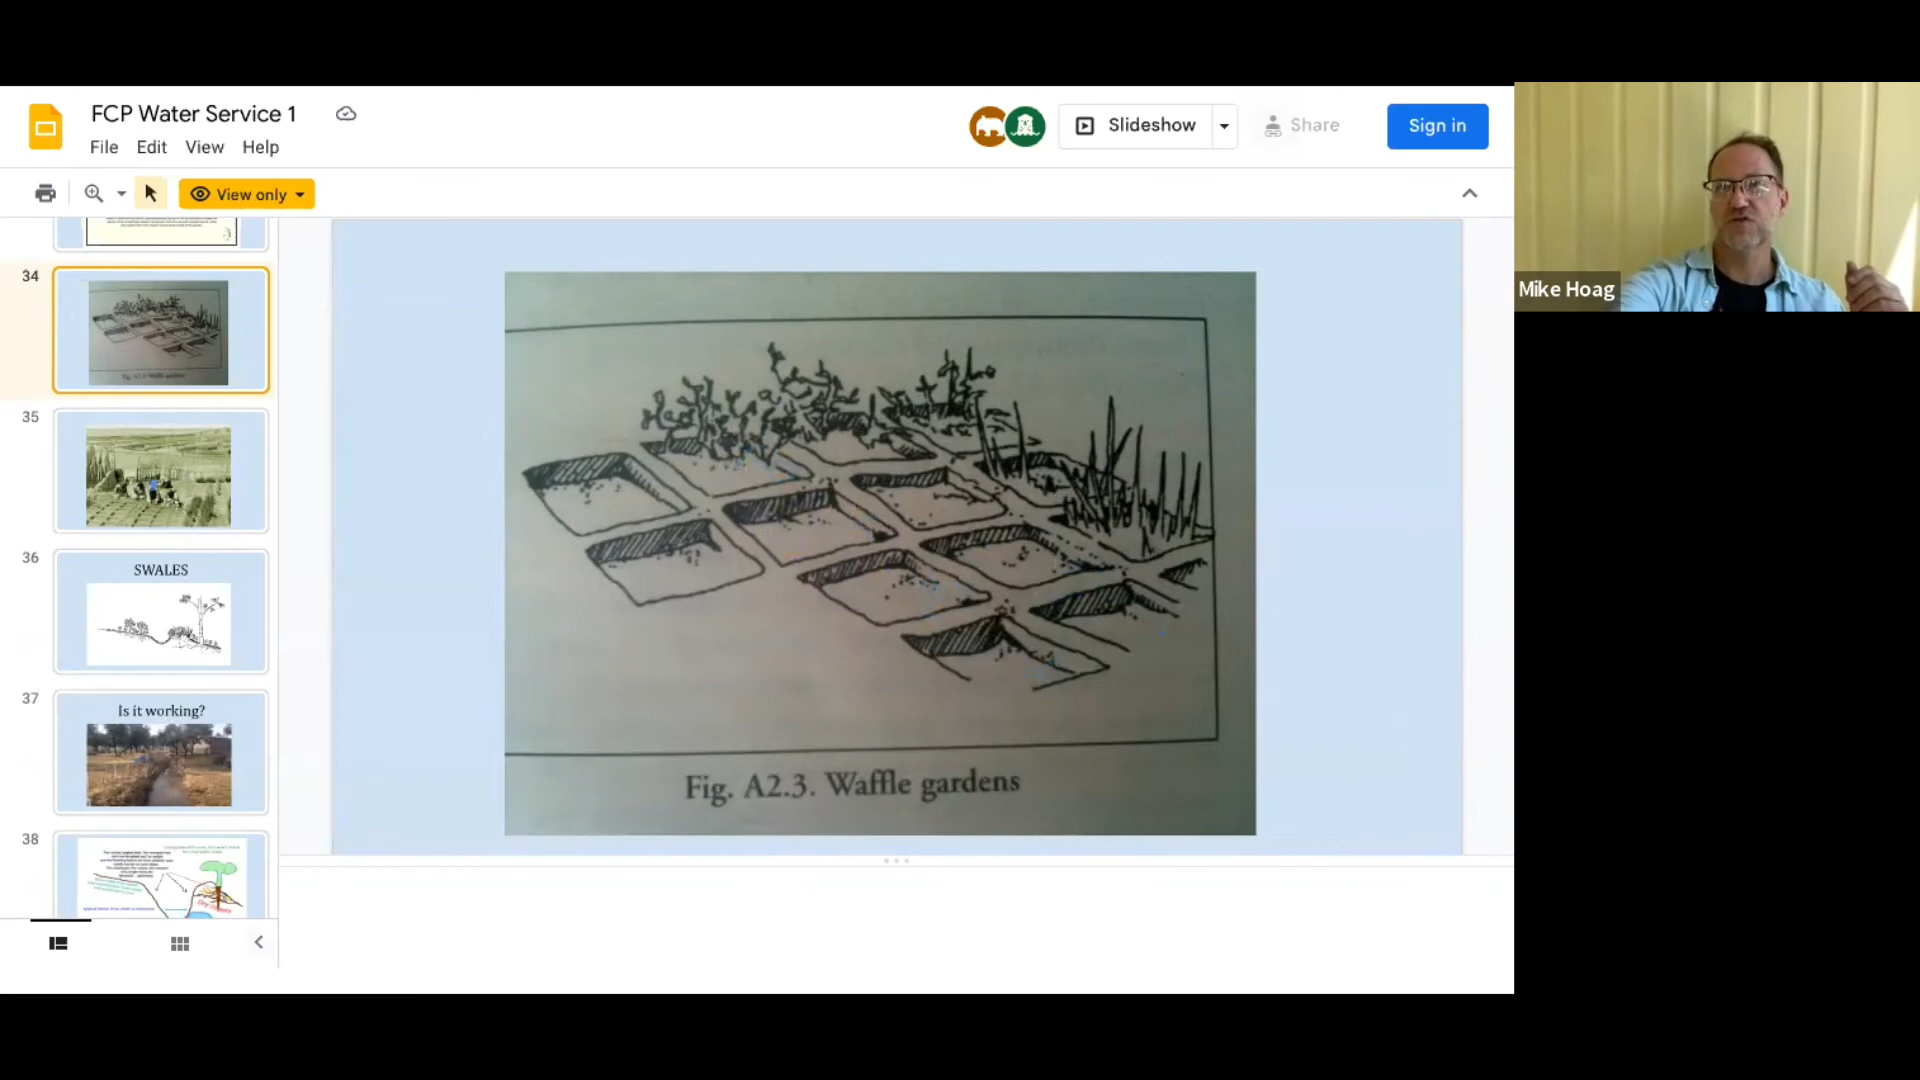 FCP Water Service 1
File Edit View Help
Slideshow
Share
Sign in
View only
34
35
36
SWALES
37
Is it working?
38
Fig. A2.3. Waffle gardens
Mike Hoag